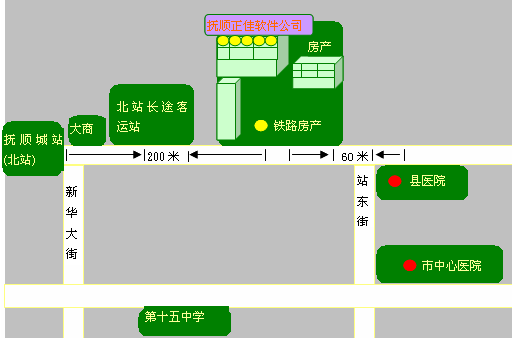 抚顺正佳软件公司
房产
北站长途客
运站
大商
抚顺城站
(北站)
铁路房产
200米
60米
新华大街
站东街
县医院
市中心医院
第十五中学